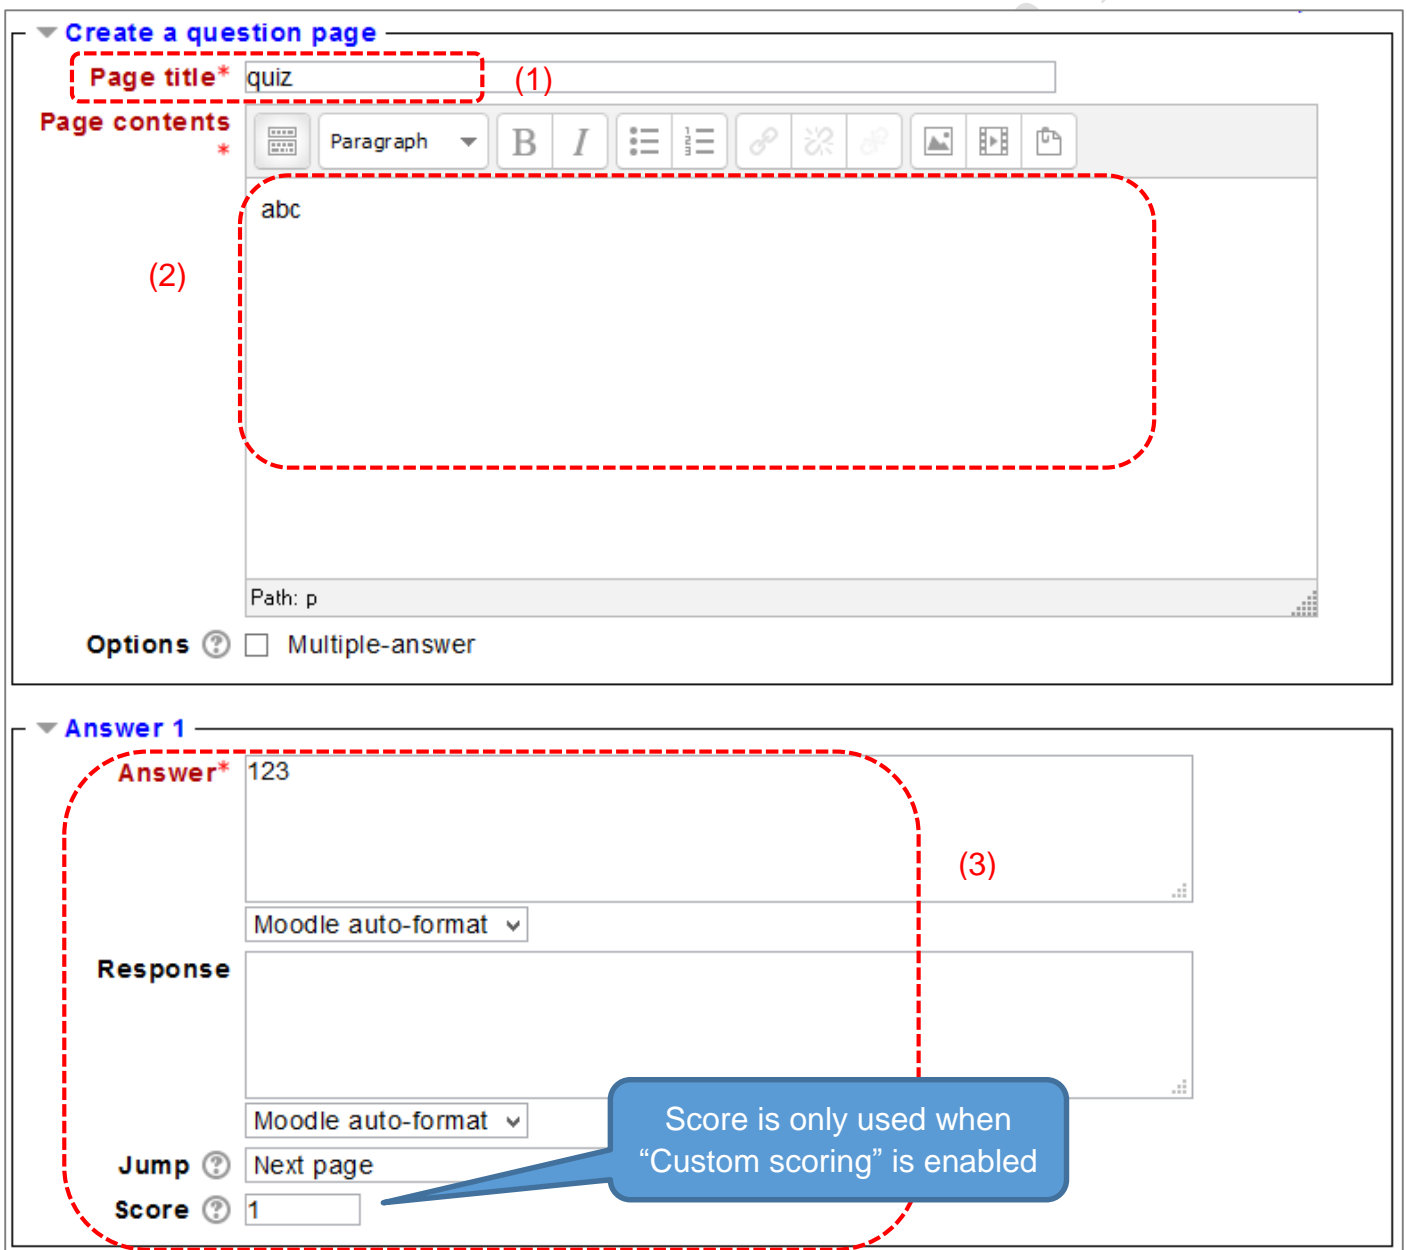 Create a question page
Page title* quiz (1)
Page contents
*
Paragraph B I
abc
(2)
Path: p
Options Multiple-answer
Answer 1
Answer* 123
(3)
Moodle auto-format
Response
Moodle auto-format
Score is only used when
“Custom scoring” is enabled
Jump Next page
Score 1